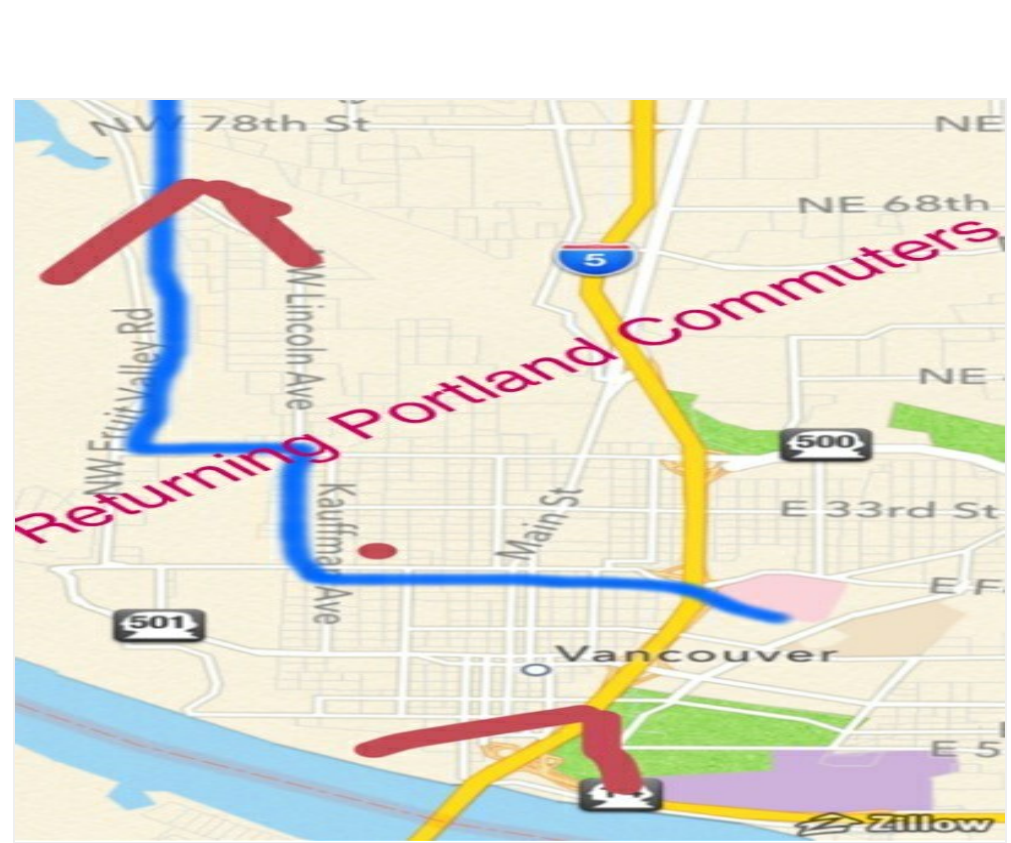 NW 78th St
NE
NE 68th
5
NW Fruit Valley Rd
W Lincoln Ave
Returning Portland Commuters
NE
500
Kauffman Ave
Main St
E 33rd St
501
E F
Vancouver
E 5
Zillow